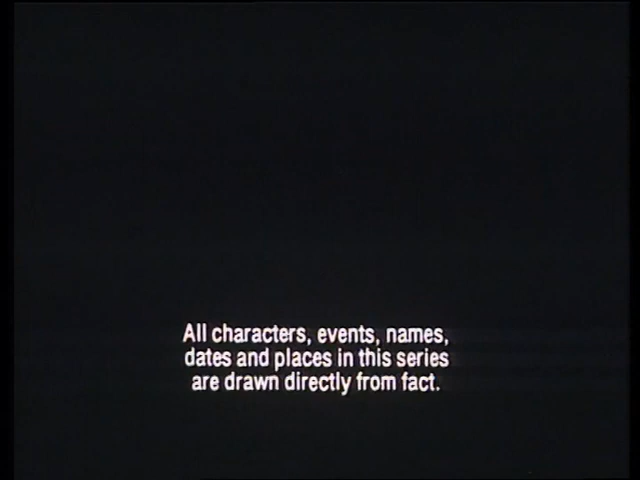 All characters, events, names,
dates and places in this series
are drawn directly from fact.